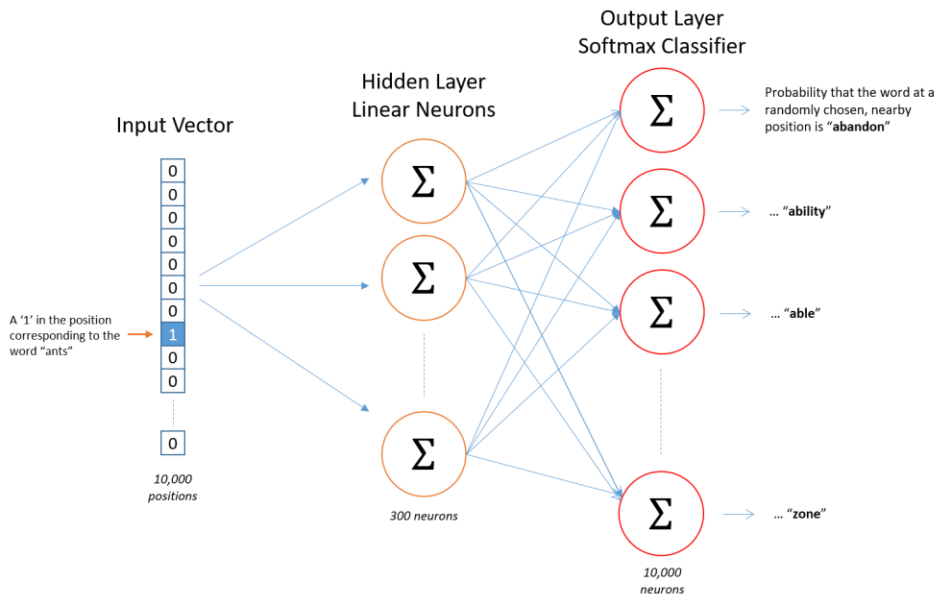 Output Layer
Softmax Classifier
Hidden Layer
Linear Neurons
Input Vector
Probability that the word at a
randomly chosen, nearby
position is “abandon”
0
0
0
0
0
0
0
1
0
0
0
A ‘1’ in the position
corresponding to the
word “ants”
10,000
positions
Σ
Σ
Σ
300 neurons
Σ
Σ
Σ
Σ
10,000
neurons
... “ability”
... “able”
... “zone”